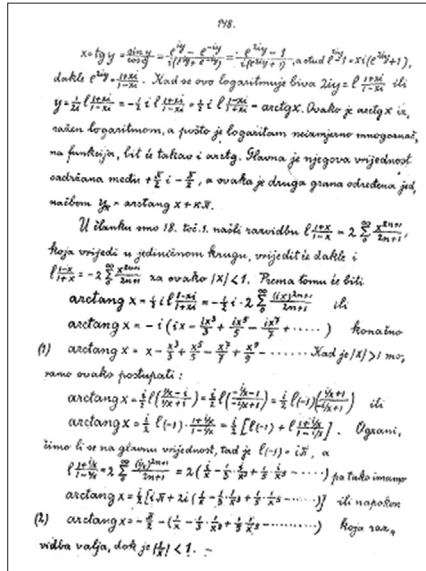 148.
x = tg y = sin y / cos y = (e^{iy} − e^{−iy}) / i(e^{iy} + e^{−iy}) = (e^{2iy} − 1) / i(e^{2iy} + 1), a otud e^{2iy} − 1 = xi(e^{2iy} + 1),
dakle e^{2iy} = (1+xi)/(1−xi). Kad se ovo logaritmuje biva 2iy = l (1+xi)/(1−xi) ili
y = 1/2i l (1+xi)/(1−xi) = −½ i l (1+xi)/(1−xi) = ½ i l (1−xi)/(1+xi) = arctg x. Ovako je arctg x iz,
ražen logaritmom, a pošto je logaritam neizmjerno mnogoznač,
na funkcija, bit će takav i arctg. Glavna je njegova vrijednost
sadržana među + π/2 i − π/2, a ovaka je druga grana određena jed,
načbom yₖ = arctang x + κπ.
U članku smo 18. toč. 1. našli razvidbu l (1+x)/(1−x) = 2 ∑₀^∞ x^{2n+1}/(2n+1),
koja vrijedi u jediničnom krugu, vrijedit će dakle i
l (1−x)/(1+x) = −2 ∑₀^∞ x^{2n+1}/(2n+1) za ovako |x| < 1. Prema tomu će biti
arctang x = ½ i l (1−xi)/(1+xi) = −½ i · 2 ∑₀^∞ (ix)^{2n+1}/(2n+1) ili
arctang x = − i (ix − ix³/3 + ix⁵/5 − ix⁷/7 + ······) konačno
(1) arctang x = x − x³/3 + x⁵/5 − x⁷/7 + x⁹/9 − ······· Kad je |x| > 1 mo,
ramo ovako postupati:
arctang x = i/2 l (1/x − i)/(1/x + i) = i/2 l (i/x − 1)/(−i/x + 1)) = i/2 l (−1)(i/x + 1) ili
arctang x = i/2 l (−1) · (1+i/x)/(1−i/x) = i/2 [l(−1) + l (1+i/x)/(1−i/x)]. Ograni,
čimo li se na glavnu vrijednost, tad je l(−1) = iπ, a
l (1+i/x)/(1−i/x) = 2 ∑₀^∞ (i/x)^{2n+1}/(2n+1) = 2 (i/x − i/3 · 1/x³ + i/5 · 1/x⁵ ······) pa tako imamo
arctang x = ½ [iπ + 2i (1/x − 1/3 · 1/x³ + 1/5 · 1/x⁵ − ······)] ili napokon
(2) arctang x = − π/2 − (1/x − 1/3 · 1/x³ + 1/5 · 1/x⁵ − ·········) koja raz,
vidba valja, dok je |1/x| < 1. –